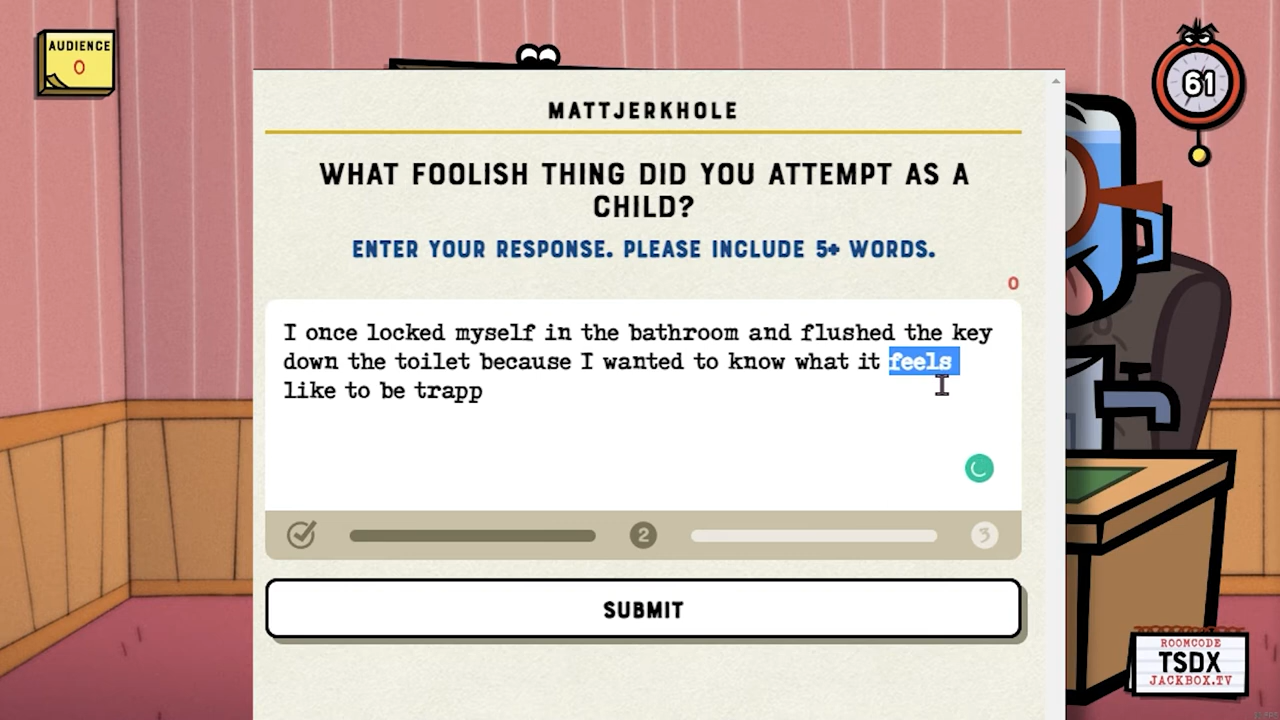 AUDIENCE
0
61
MATTJERKHOLE
WHAT FOOLISH THING DID YOU ATTEMPT AS A
CHILD?
ENTER YOUR RESPONSE. PLEASE INCLUDE 5+ WORDS.
0
I once locked myself in the bathroom and flushed the key
down the toilet because I wanted to know what it feels
like to be trapp
2
3
SUBMIT
ROOMCODE
TSDX
JACKBOX.TV